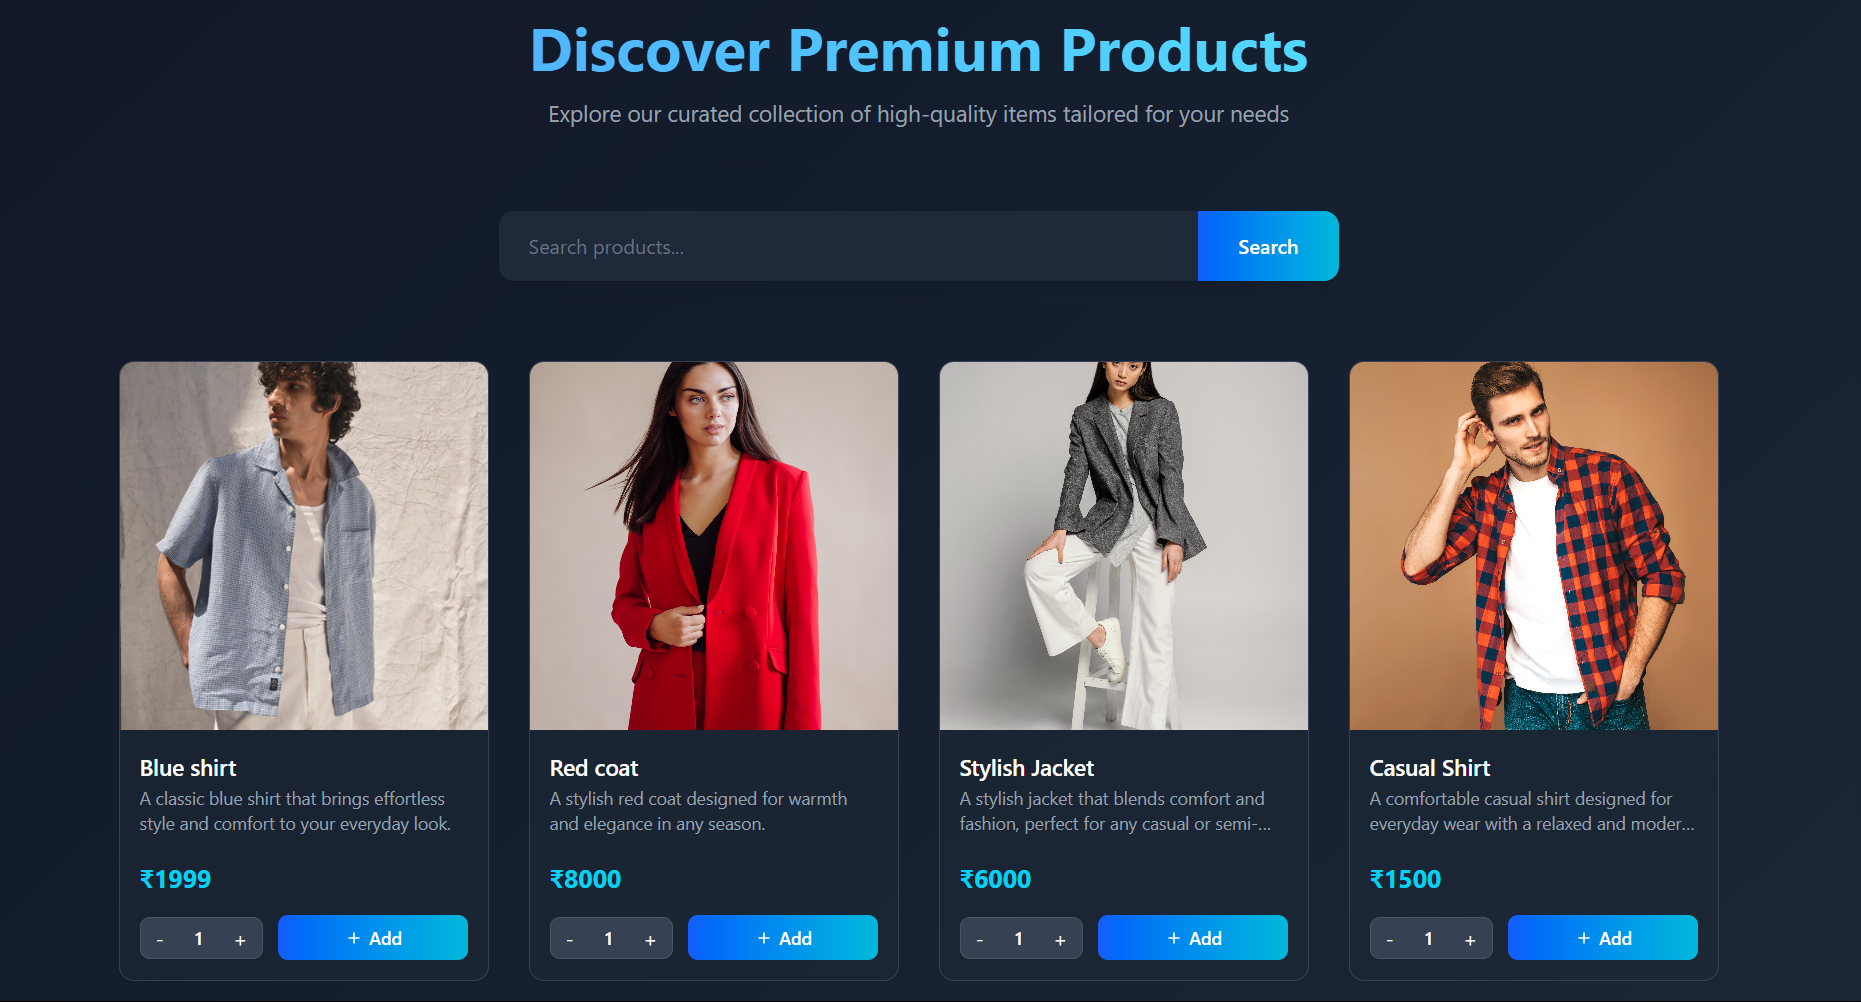 Discover Premium Products
Explore our curated collection of high-quality items tailored for your needs
Search products...
Search
Blue shirt
A classic blue shirt that brings effortless
style and comfort to your everyday look.
₹1999
- 1 +
+ Add
Red coat
A stylish red coat designed for warmth
and elegance in any season.
₹8000
- 1 +
+ Add
Stylish Jacket
A stylish jacket that blends comfort and
fashion, perfect for any casual or semi-...
₹6000
- 1 +
+ Add
Casual Shirt
A comfortable casual shirt designed for
everyday wear with a relaxed and moder...
₹1500
- 1 +
+ Add